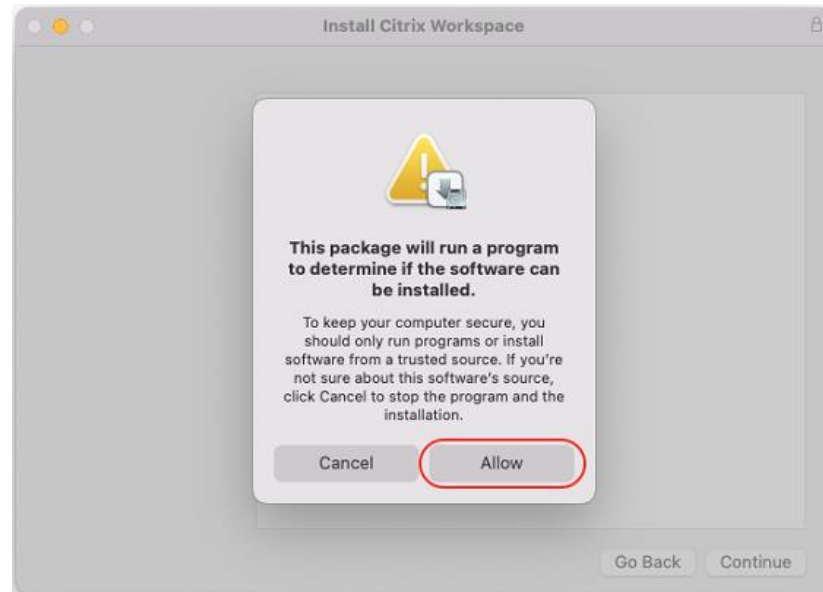 Install Citrix Workspace
This package will run a program
to determine if the software can
be installed.
To keep your computer secure, you
should only run programs or install
software from a trusted source. If you're
not sure about this software's source,
click Cancel to stop the program and the
installation.
Cancel Allow
Go Back Continue